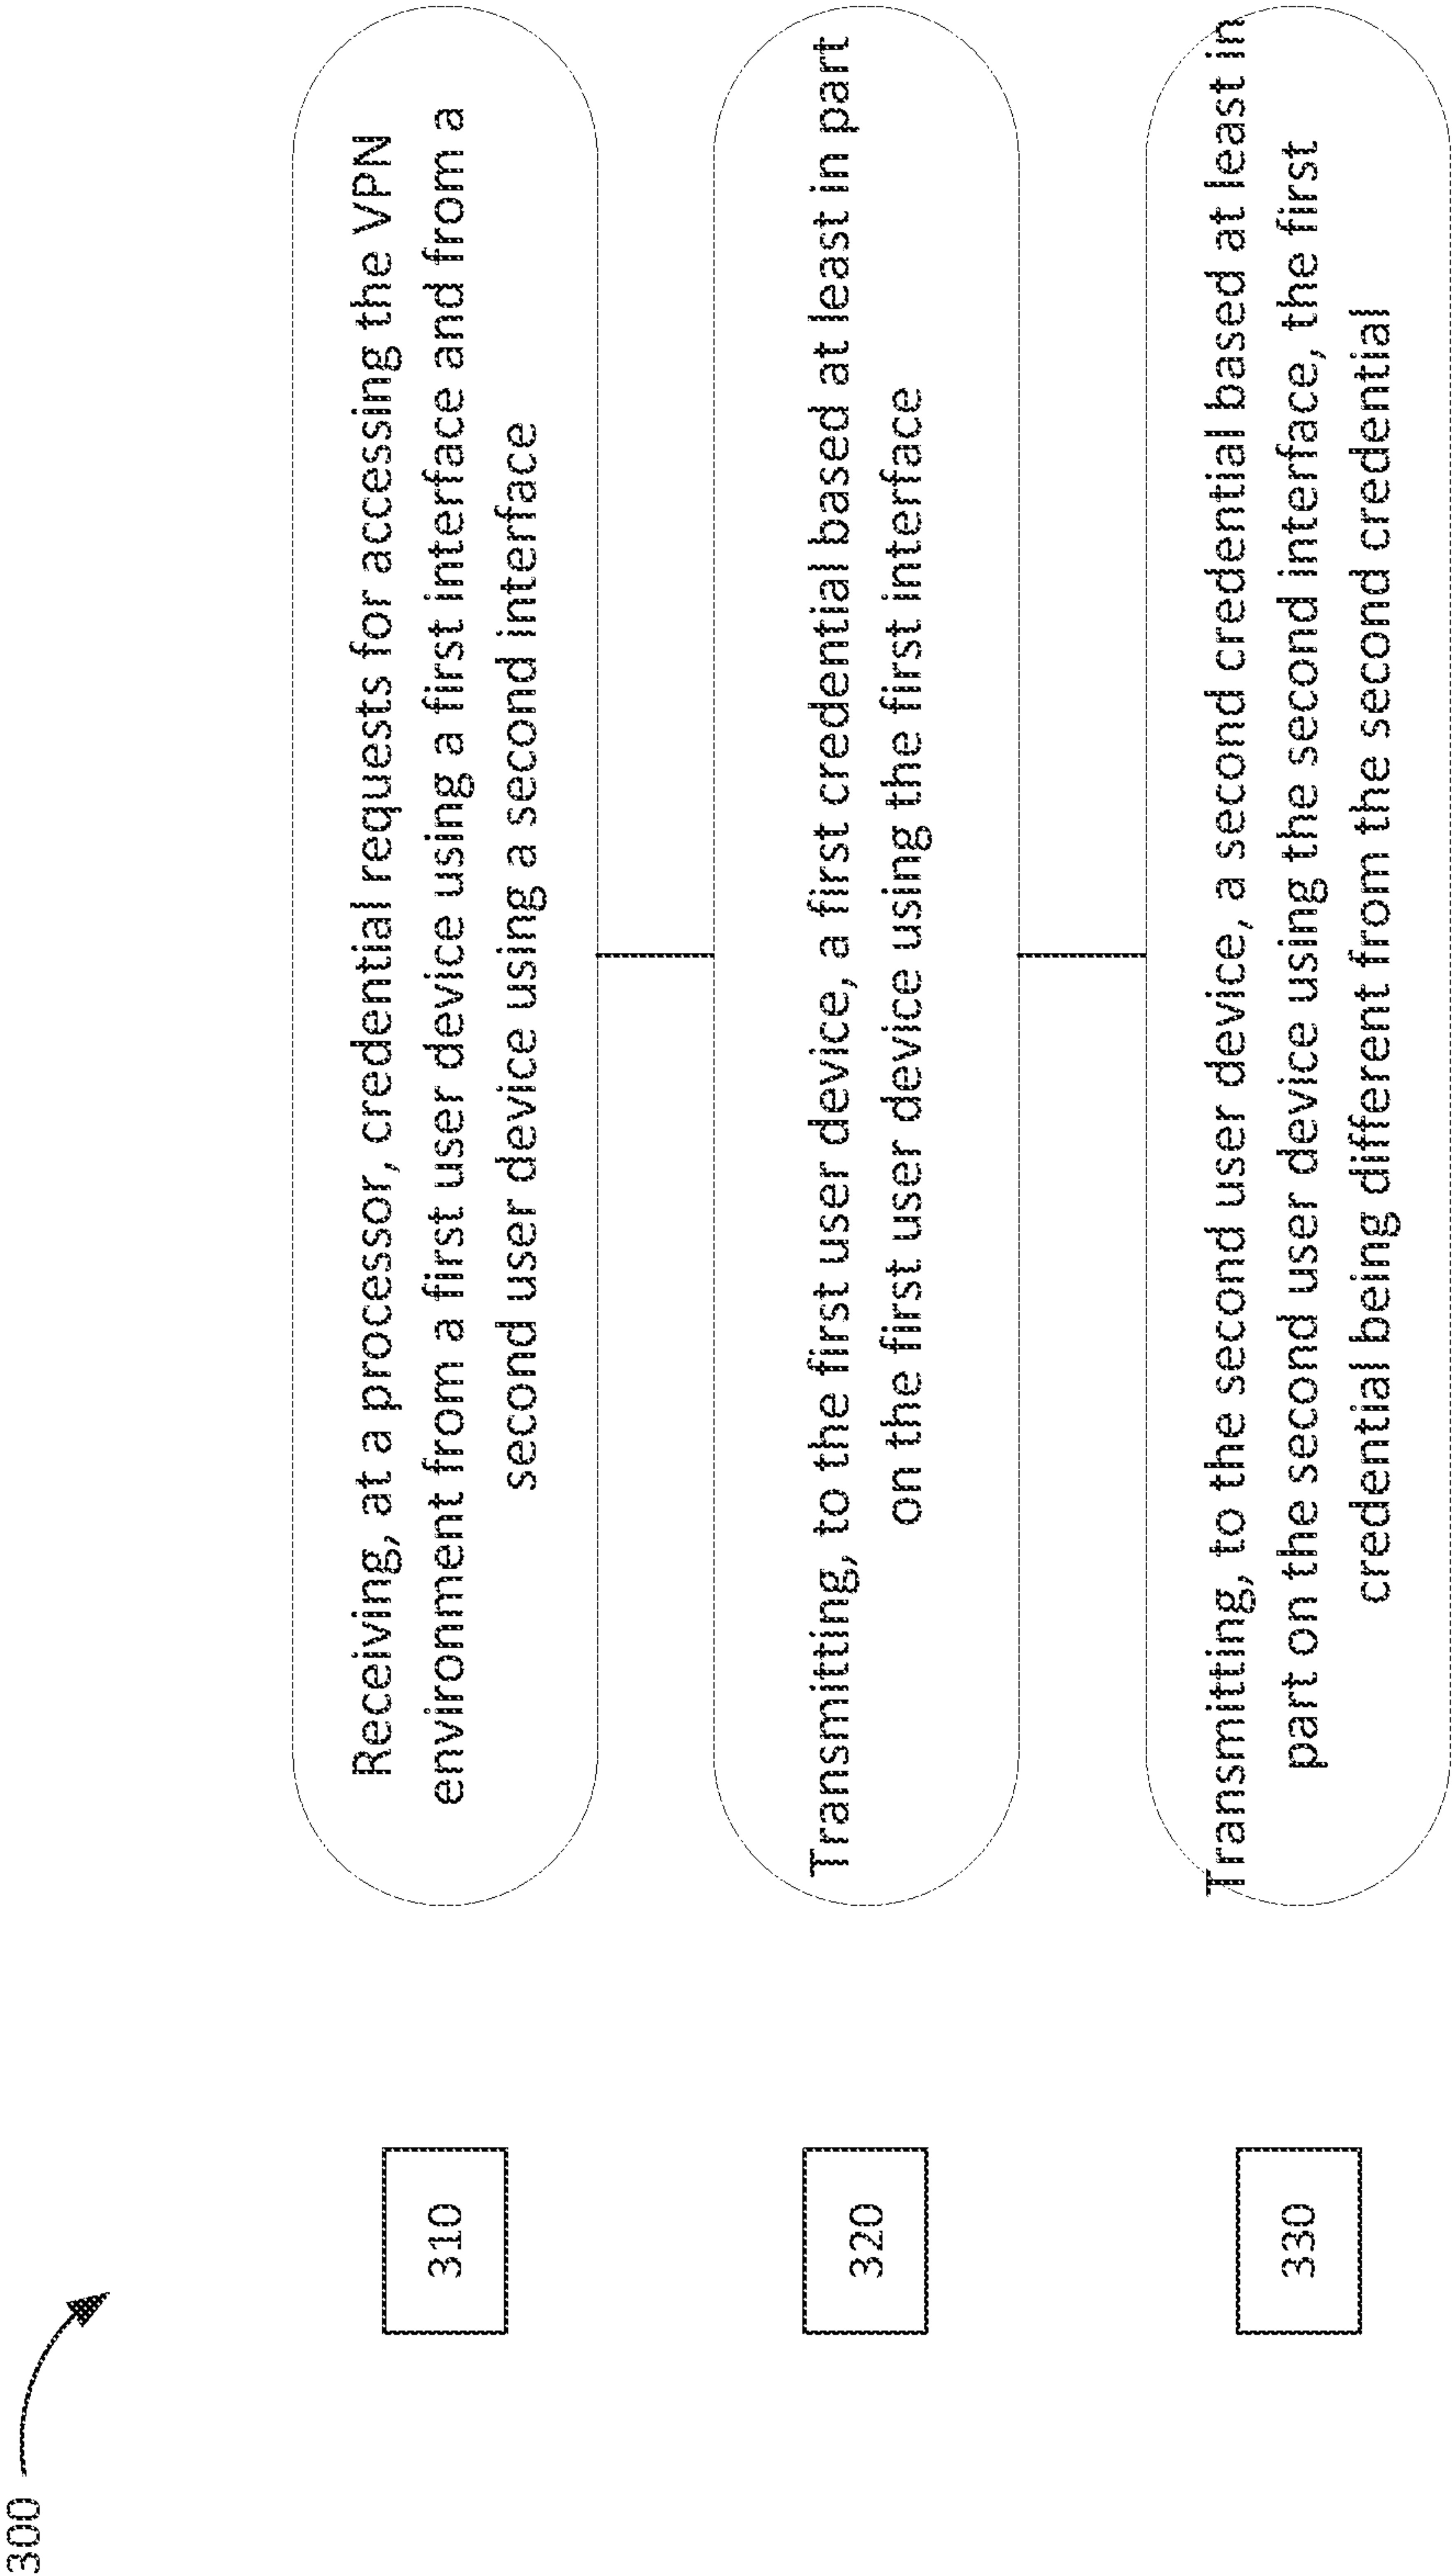 300
310
Receiving, at a processor, credential requests for accessing the VPN
environment from a first user device using a first interface and from a
second user device using a second interface
320
Transmitting, to the first user device, a first credential based at least in part
on the first user device using the first interface
330
Transmitting, to the second user device, a second credential based at least in
part on the second user device using the second interface, the first
credential being different from the second credential